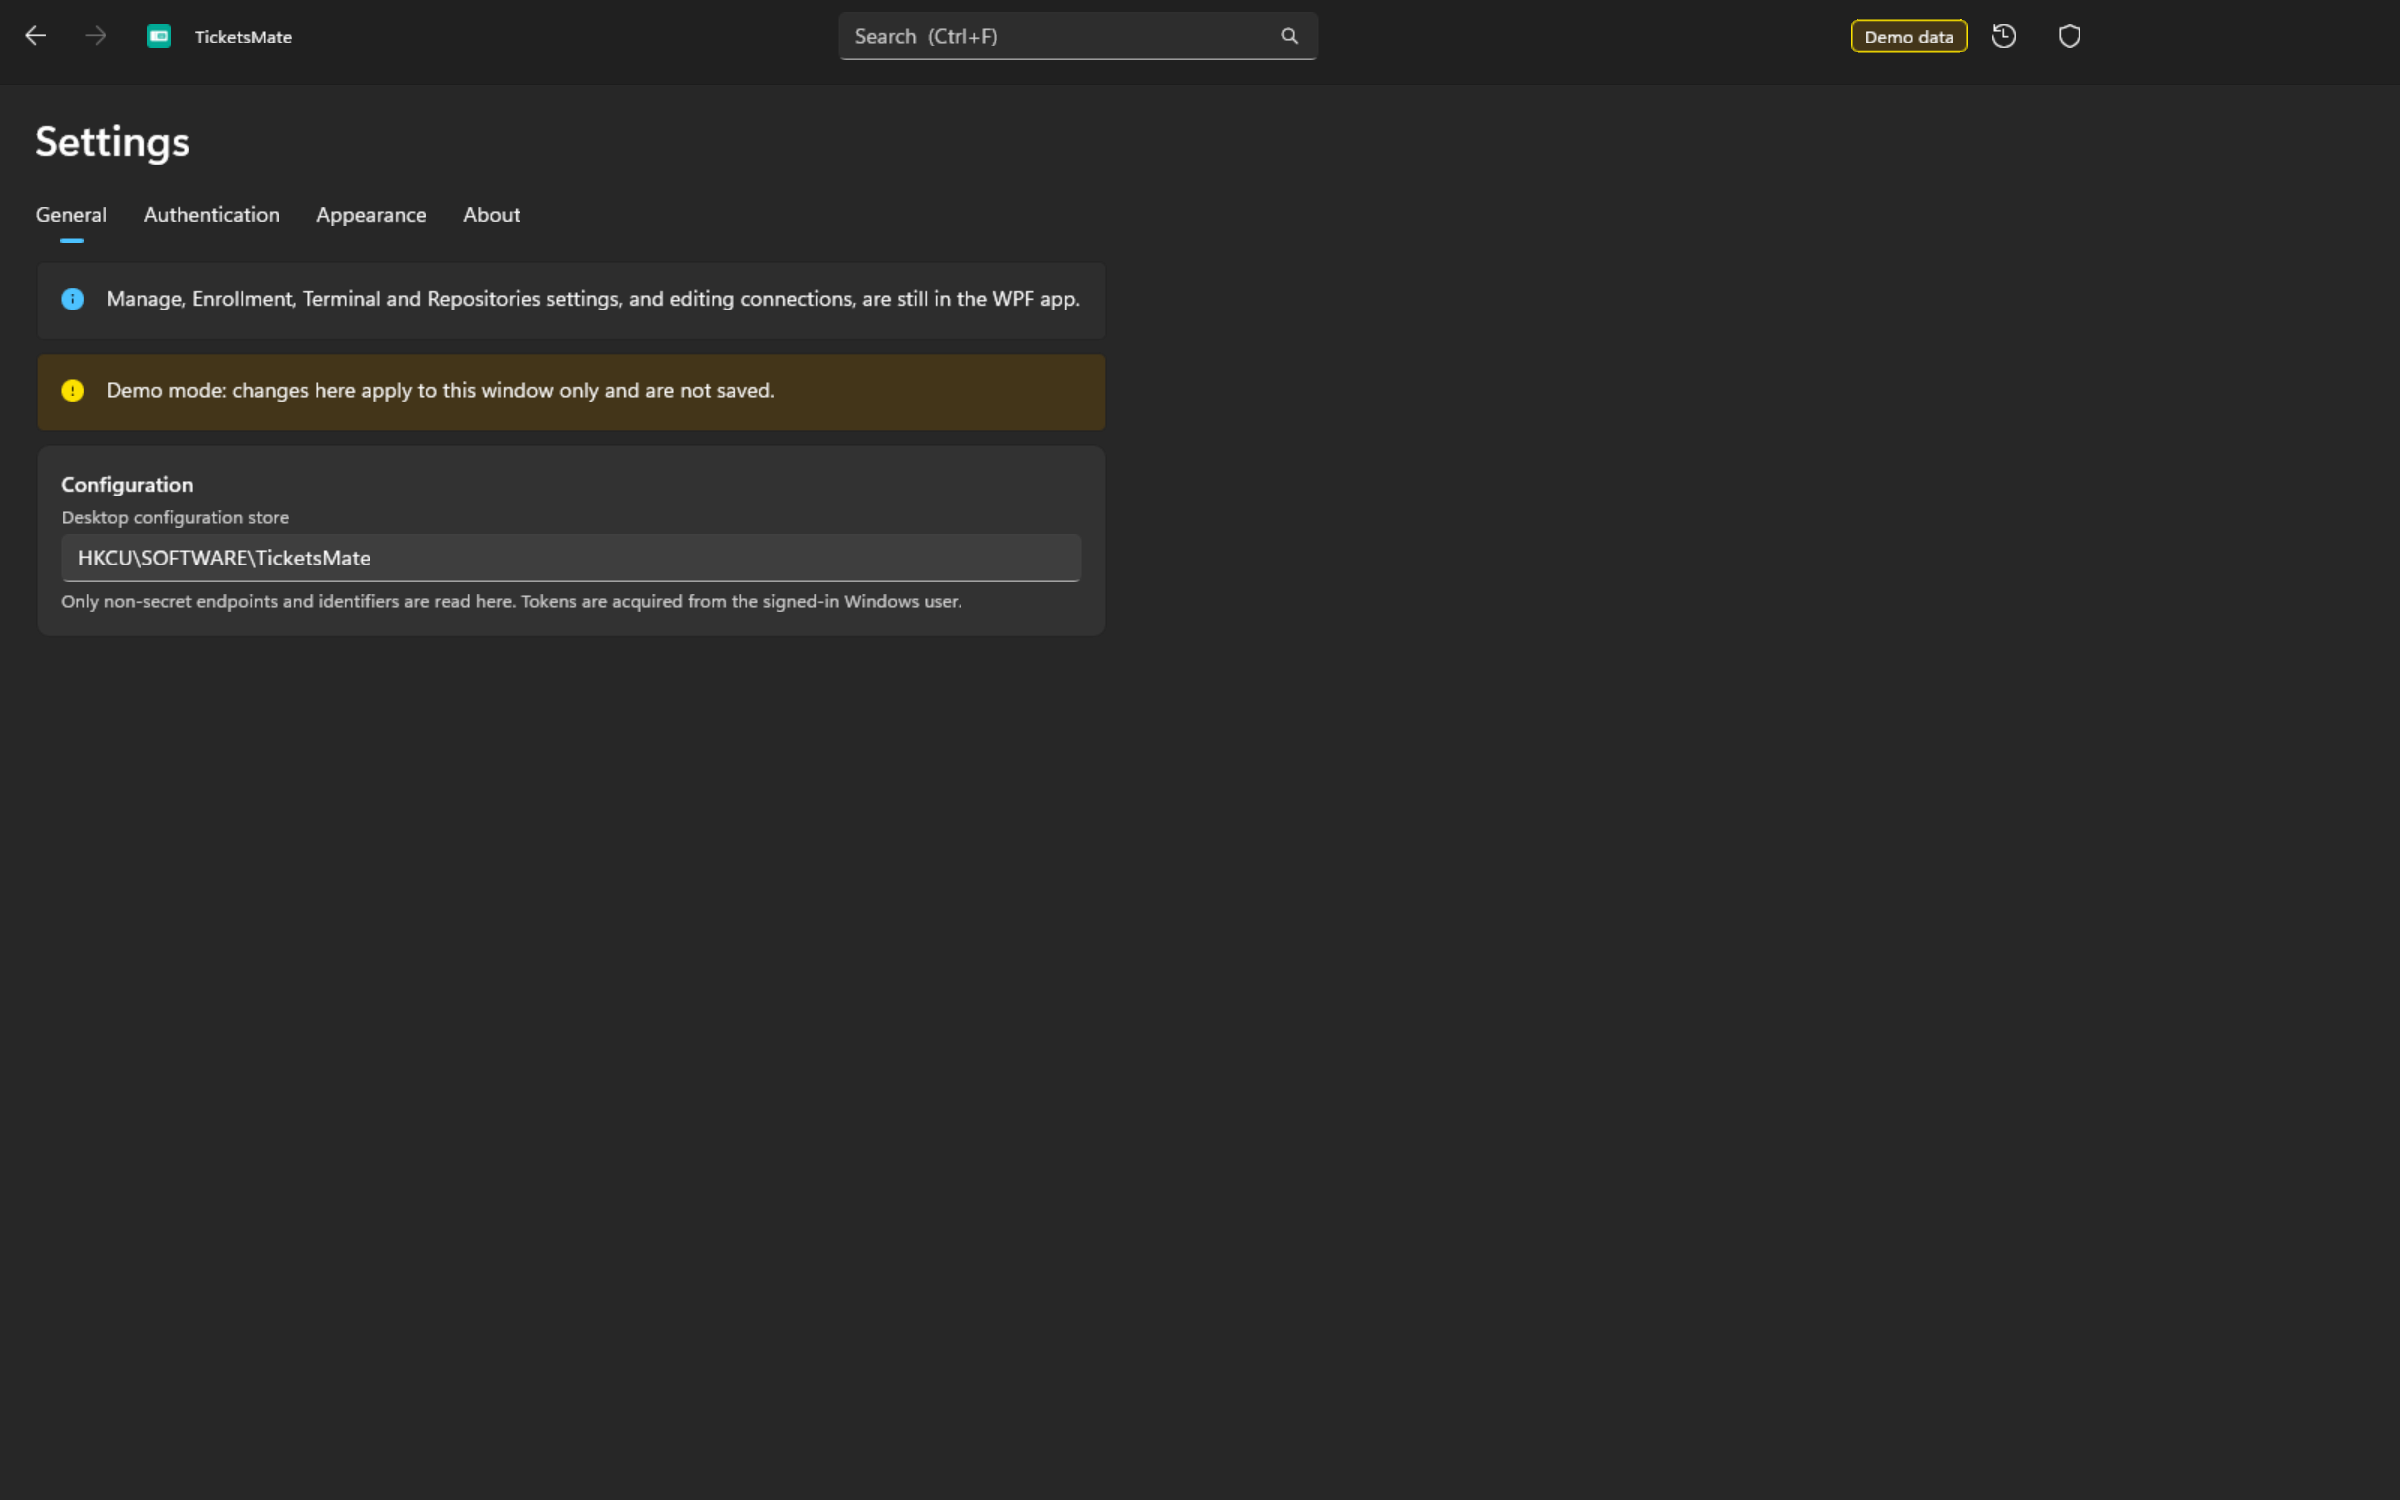 TicketsMate
Search (Ctrl+F)
Demo data
Settings
General Authentication Appearance About
Manage, Enrollment, Terminal and Repositories settings, and editing connections, are still in the WPF app.
Demo mode: changes here apply to this window only and are not saved.
Configuration
Desktop configuration store
HKCU\SOFTWARE\TicketsMate
Only non-secret endpoints and identifiers are read here. Tokens are acquired from the signed-in Windows user.